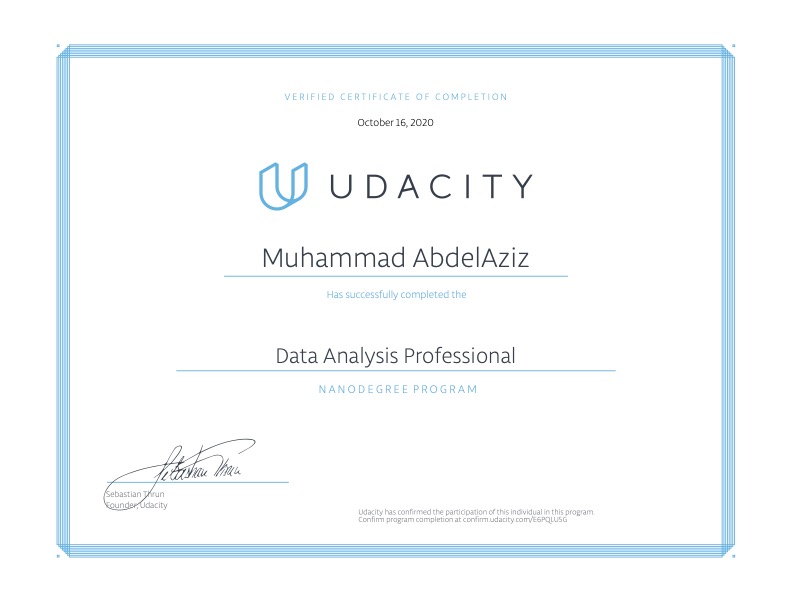 VERIFIED CERTIFICATE OF COMPLETION
October 16, 2020
UDACITY
Muhammad AbdelAziz
Has successfully completed the
Data Analysis Professional
NANODEGREE PROGRAM
Sebastian Thrun
Sebastian Thrun
Founder, Udacity
Udacity has confirmed the participation of this individual in this program.
Confirm program completion at confirm.udacity.com/E6PQLUSG